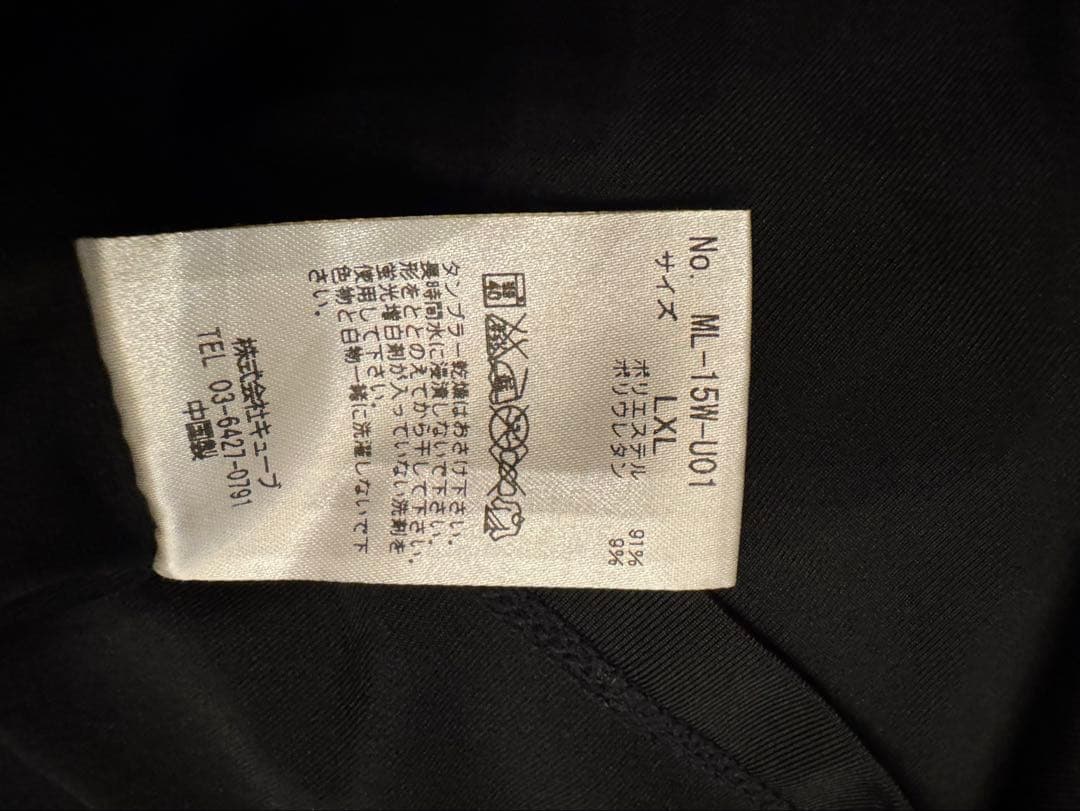 No. ML-15W-U01
サイズ LXL
ポリエステル 91%
ポリウレタン 9%
40
タンブラー乾燥はおさけ下さい。
長時間水に浸漬しないで下さい。
形をととのえてから干して下さい。
蛍光増白剤が入っていない洗剤を
使用して下さい。
色物と白物一緒に洗濯しないで下
さい。
株式会社キューブ
TEL 03-6427-0791
中国製